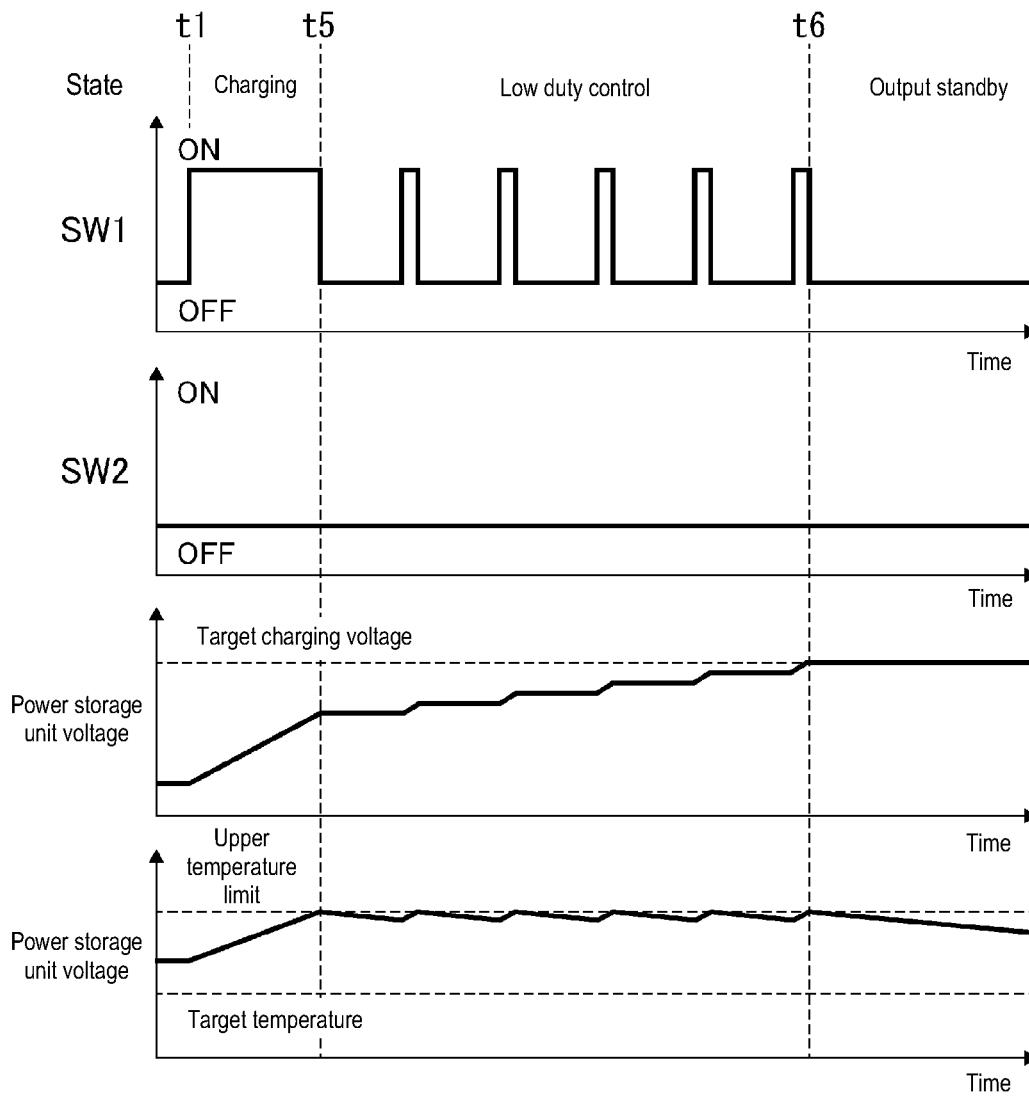 t1
t5
t6
State
Charging
Low duty control
Output standby
ON
SW1
OFF
Time
ON
SW2
OFF
Time
Target charging voltage
Power storage
unit voltage
Time
Upper
temperature
limit
Power storage
unit voltage
Target temperature
Time